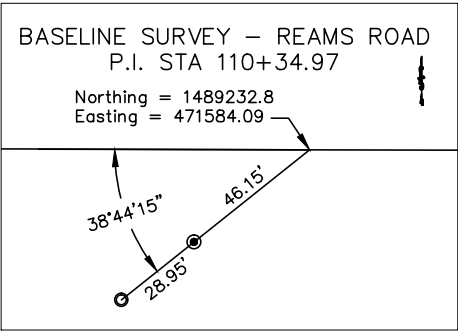 BASELINE SURVEY – REAMS ROAD
P.I. STA 110+34.97
Northing = 1489232.8
Easting = 471584.09
38°44'15"
46.15'
28.95'